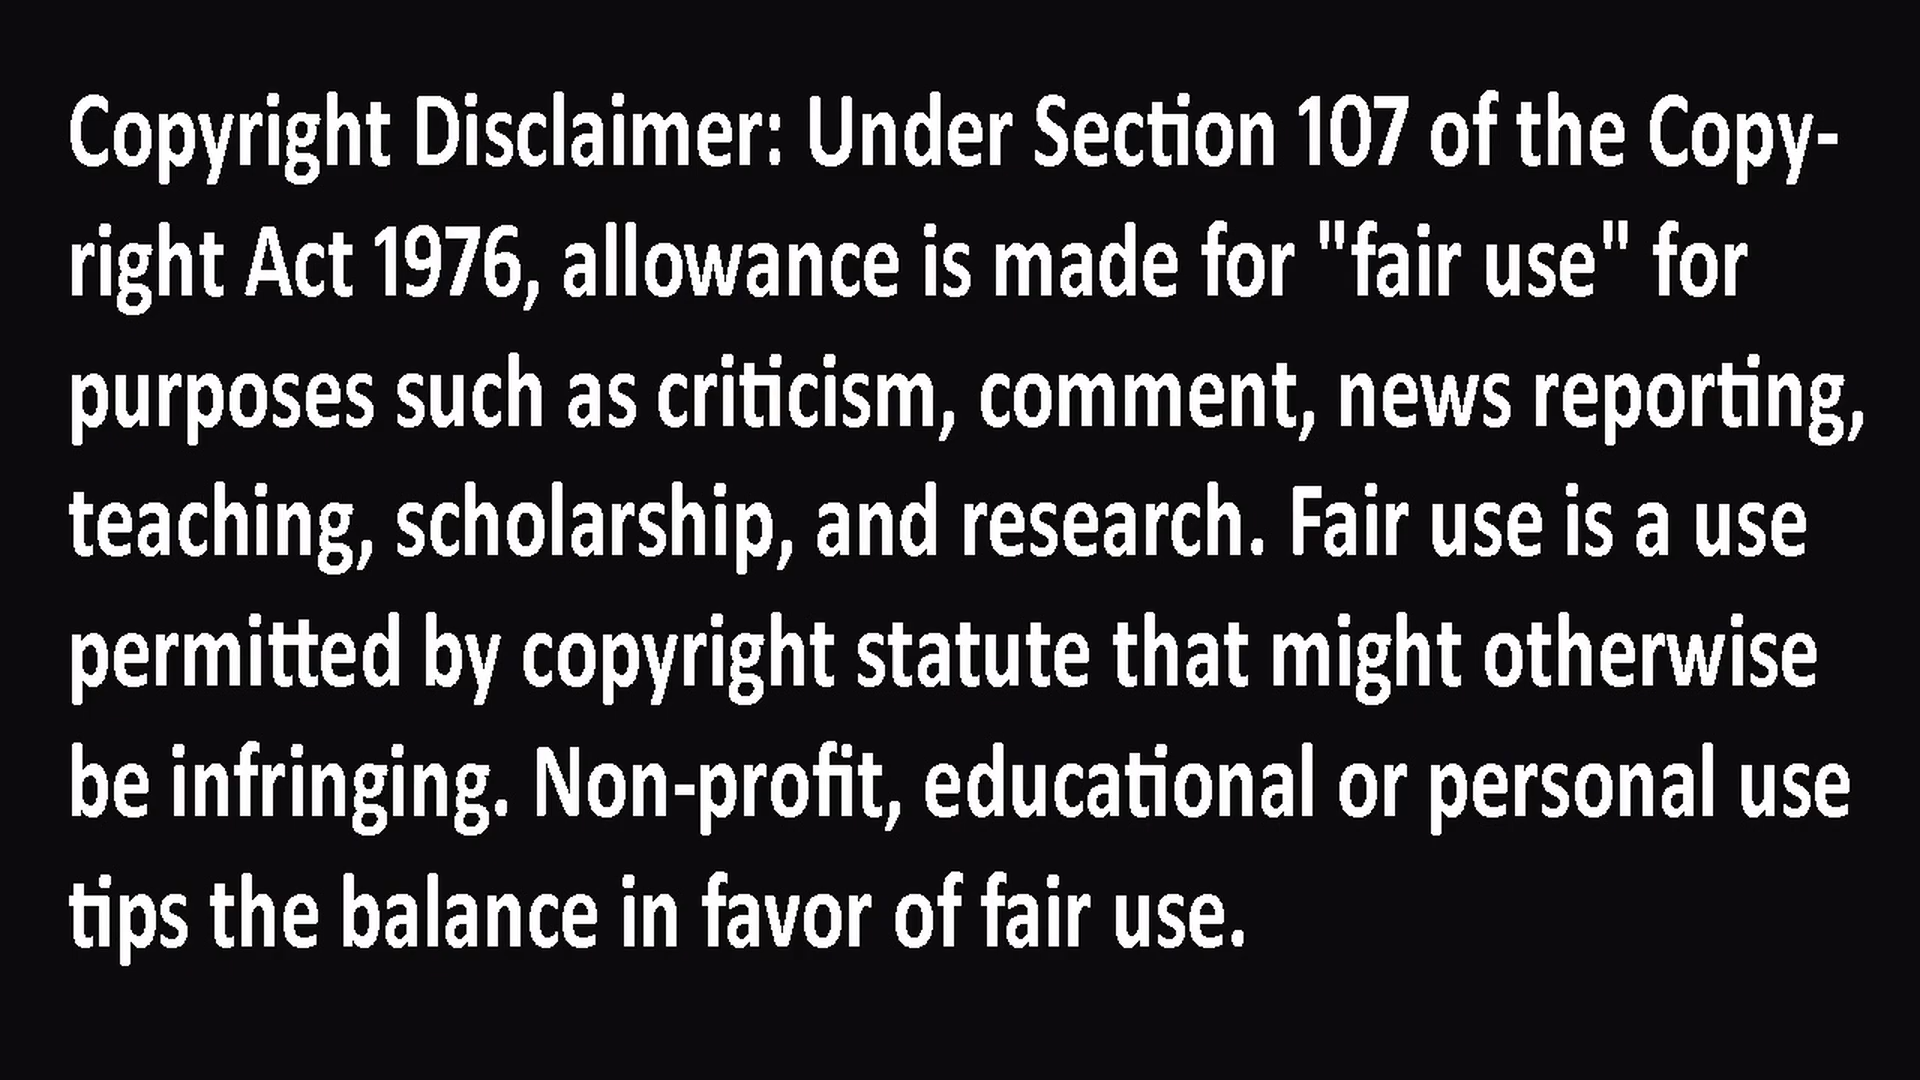 Copyright Disclaimer: Under Section 107 of the Copy-
right Act 1976, allowance is made for "fair use" for
purposes such as criticism, comment, news reporting,
teaching, scholarship, and research. Fair use is a use
permitted by copyright statute that might otherwise
be infringing. Non-profit, educational or personal use
tips the balance in favor of fair use.